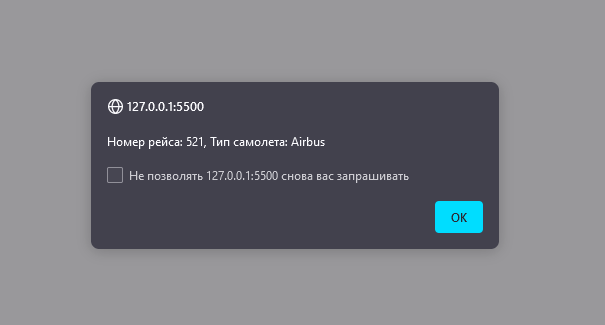 127.0.0.1:5500
Номер рейса: 521, Тип самолета: Airbus
Не позволять 127.0.0.1:5500 снова вас запрашивать
ОК